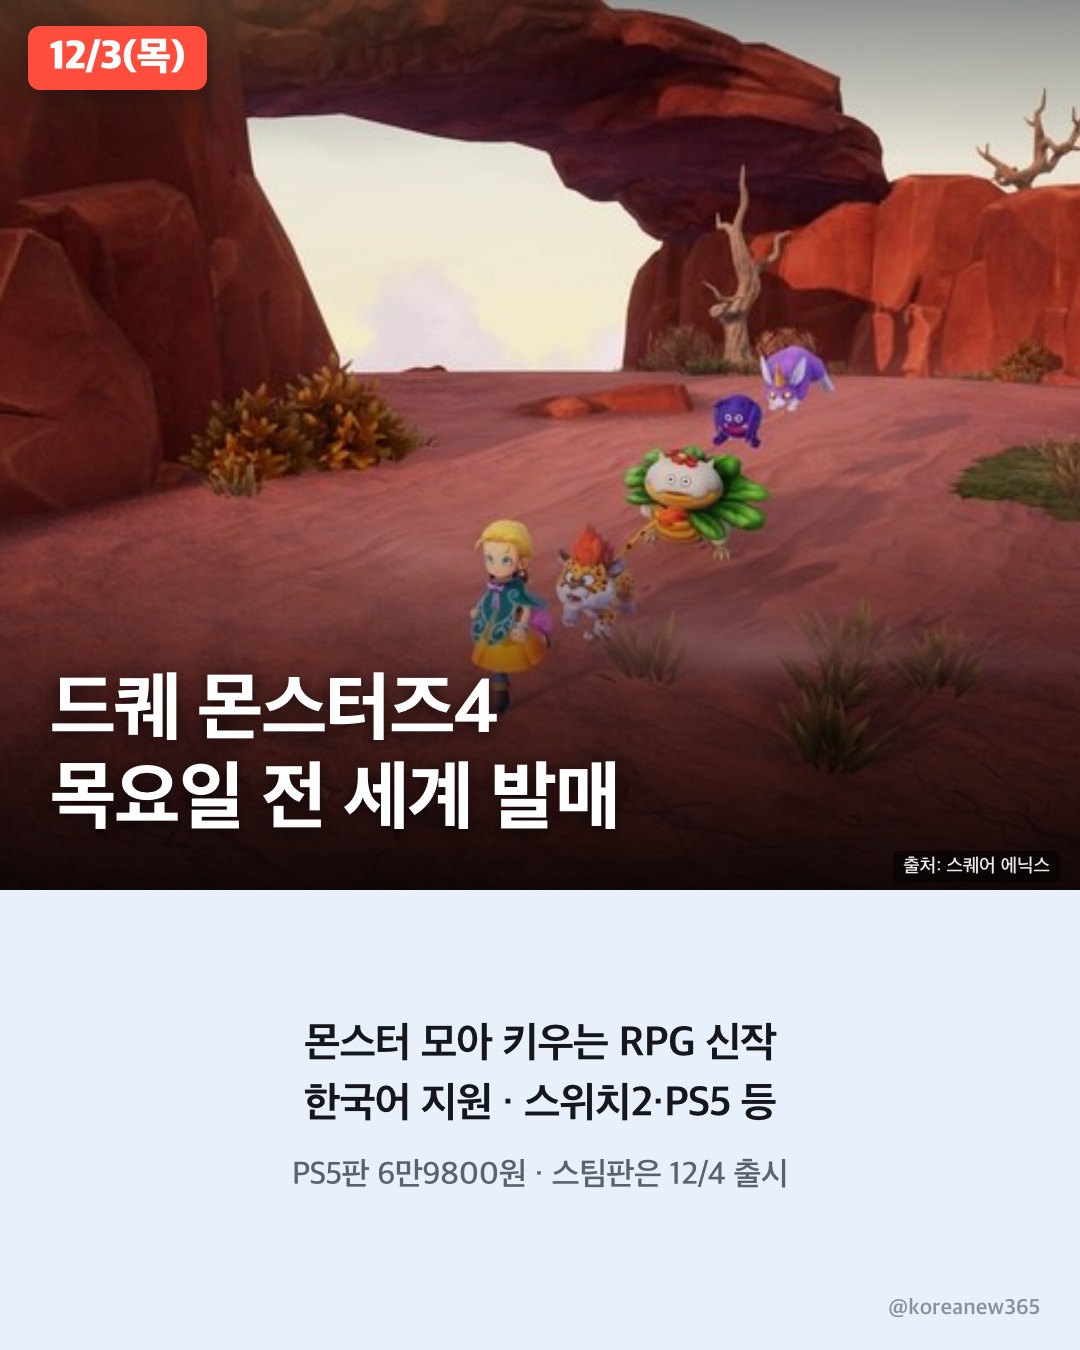 12/3(목)
드퀘 몬스터즈4
목요일 전 세계 발매
출처: 스퀘어 에닉스
몬스터 모아 키우는 RPG 신작
한국어 지원 · 스위치2·PS5 등
PS5판 6만9800원 · 스팀판은 12/4 출시
@koreanew365